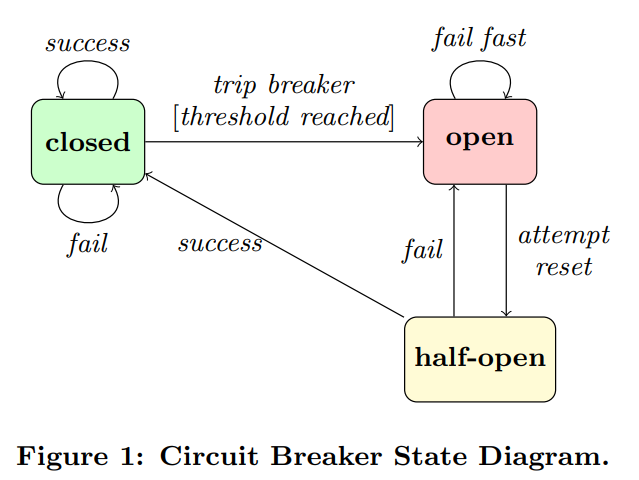 success
fail fast
trip breaker
[threshold reached]
closed
open
fail
success
fail
attempt
reset
half-open
Figure 1: Circuit Breaker State Diagram.